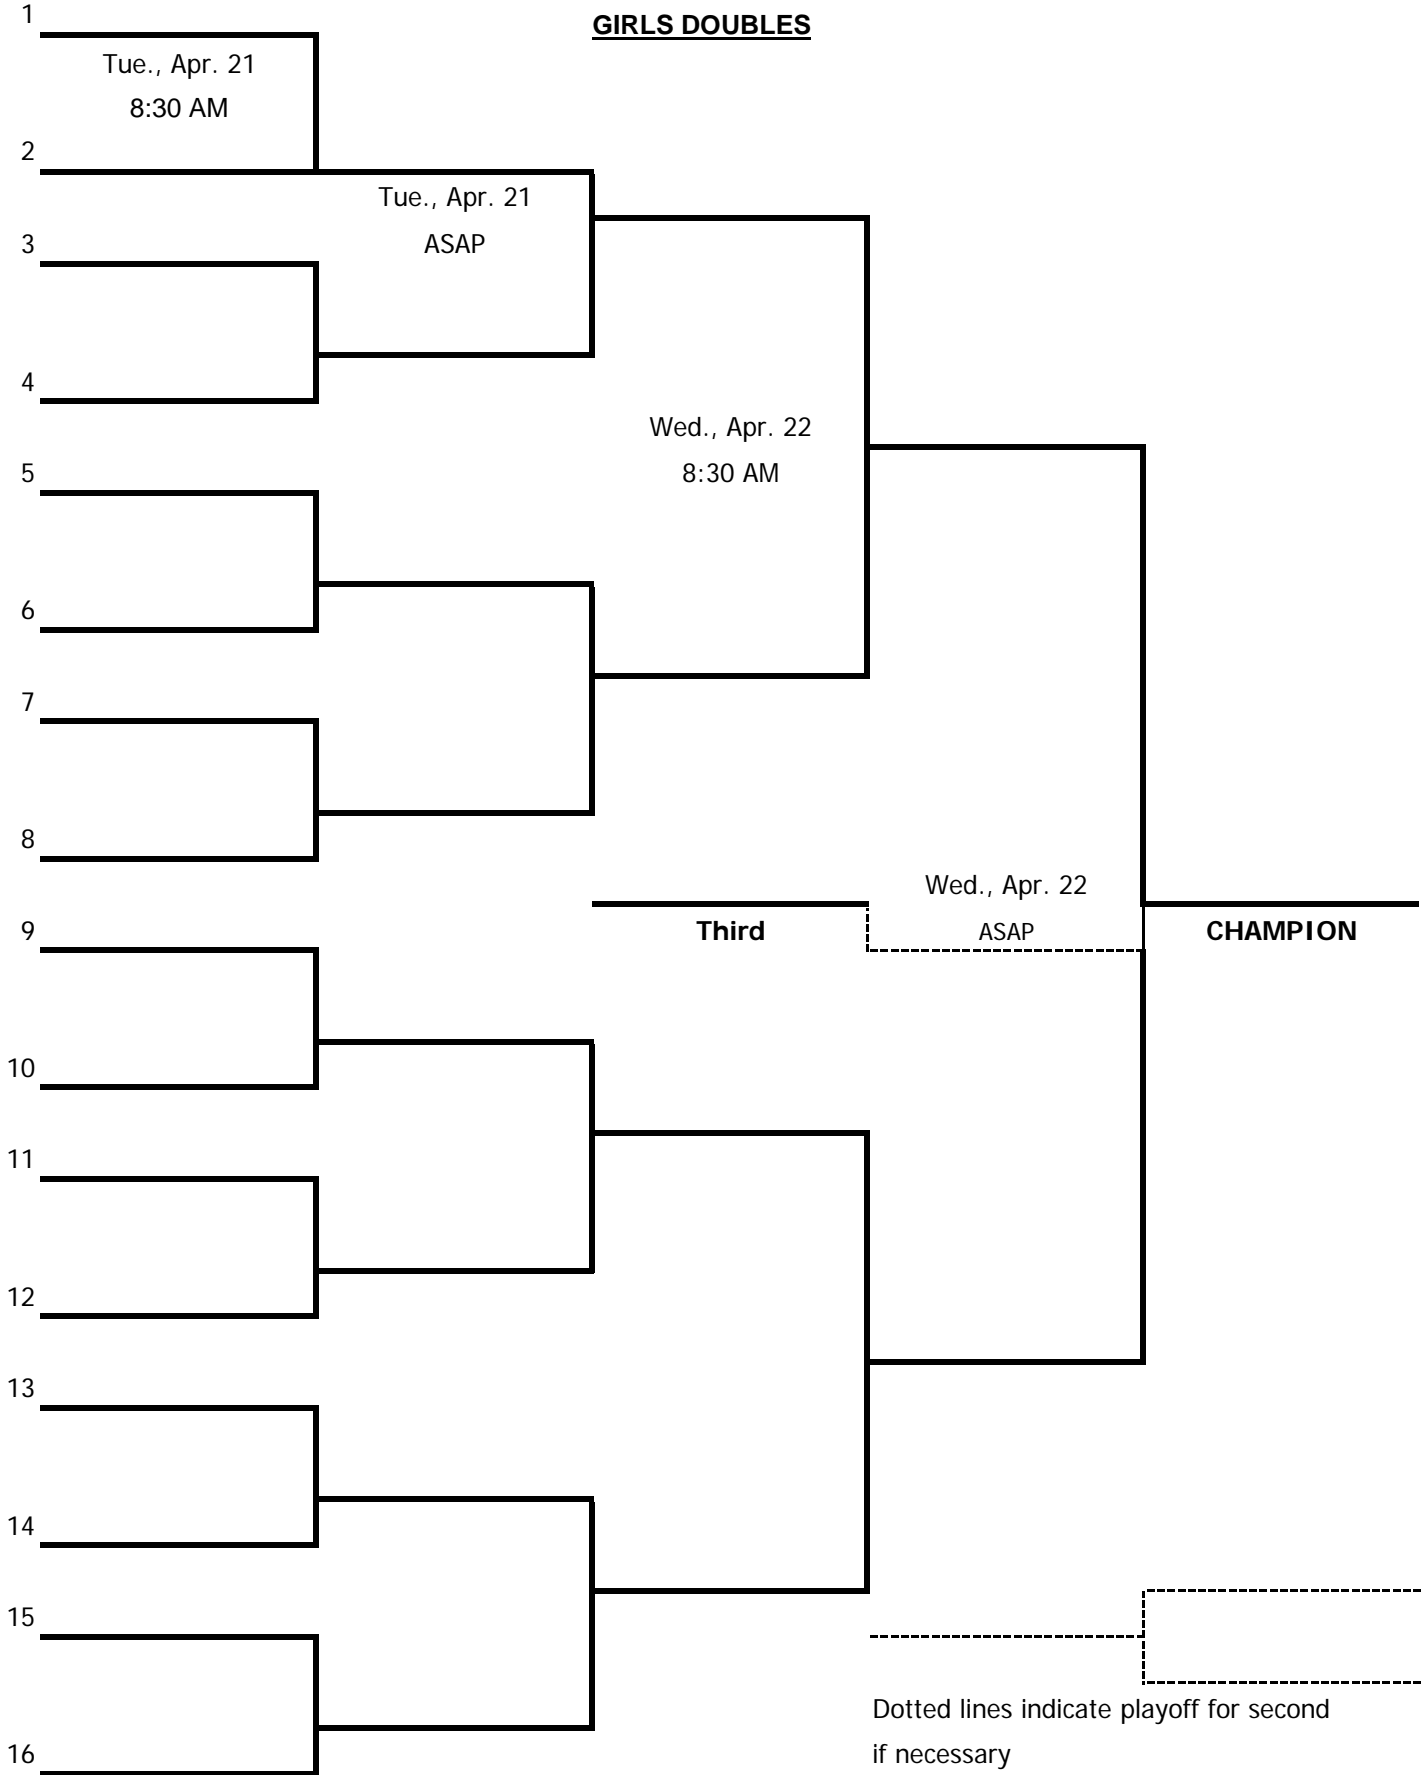 GIRLS DOUBLES
1
Tue., Apr. 21
8:30 AM
2
Tue., Apr. 21
ASAP
3
4
Wed., Apr. 22
8:30 AM
5
6
7
8
Wed., Apr. 22
ASAP
Third
CHAMPION
9
10
11
12
13
14
15
16
Dotted lines indicate playoff for second
if necessary